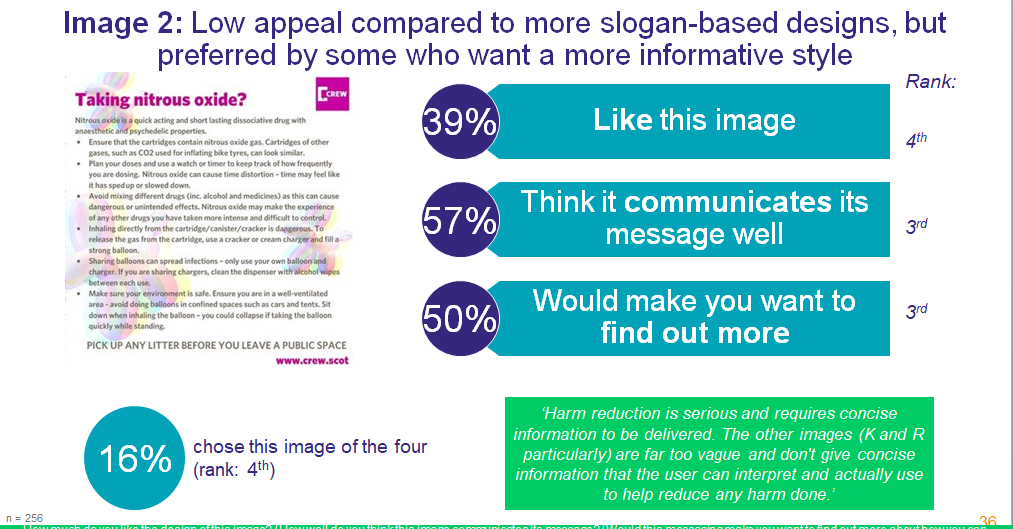 Image 2: Low appeal compared to more slogan-based designs, but
preferred by some who want a more informative style
CREW
Taking nitrous oxide?
Nitrous oxide is a quick acting and short lasting dissociative drug with
anaesthetic and psychedelic properties.
• Ensure that the cartridges contain nitrous oxide gas. Cartridges of other
gases, such as CO2 used for inflating bike tyres, can look similar.
• Plan your doses and use a watch or timer to keep track of how frequently
you are dosing. Nitrous oxide can cause time distortion – time may feel like
it has sped up or slowed down.
• Avoid mixing different drugs (inc. alcohol and medicines) as this can cause
dangerous or unintended effects. Nitrous oxide may make the experience
of any other drugs you have taken more intense and difficult to control.
• Inhaling directly from the cartridge/canister/cracker is dangerous. To
release the gas from the cartridge, use a cracker or cream charger and fill a
strong balloon.
• Sharing balloons can spread infections – only use your own balloon and
charger. If you are sharing chargers, clean the dispenser with alcohol wipes
between each use.
• Make sure your environment is safe. Ensure you are in a well-ventilated
area – avoid doing balloons in confined spaces such as cars and tents. Sit
down when inhaling the balloon – you could collapse if taking the balloon
quickly while standing.
PICK UP ANY LITTER BEFORE YOU LEAVE A PUBLIC SPACE
www.crew.scot
Rank:
39% Like this image 4th
57% Think it communicates its
message well 3rd
50% Would make you want to
find out more 3rd
16% chose this image of the four
(rank: 4th)
‘Harm reduction is serious and requires concise
information to be delivered. The other images (K and R
particularly) are far too vague and don't give concise
information that the user can interpret and actually use
to help reduce any harm done.’
n = 256
36